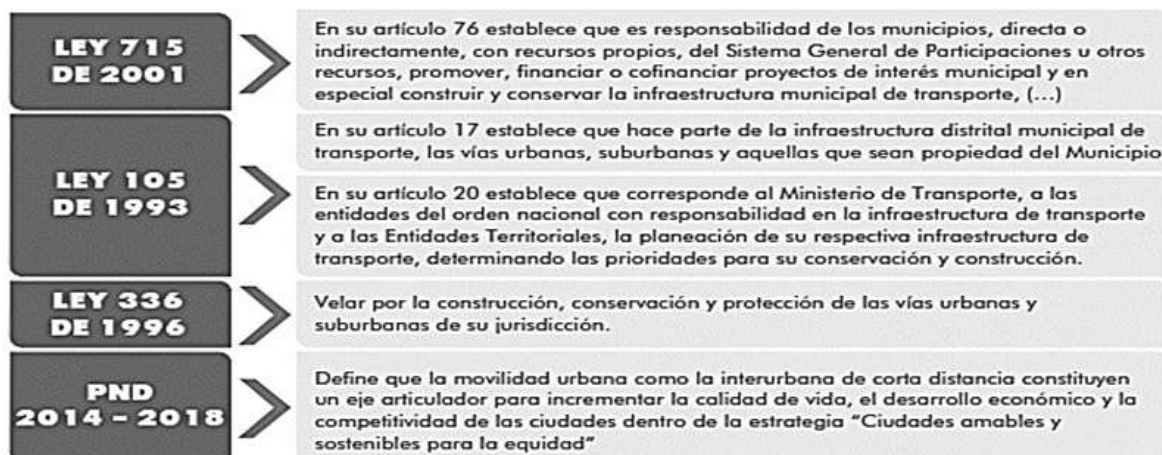 LEY 715
DE 2001
En su artículo 76 establece que es responsabilidad de los municipios, directa o
indirectamente, con recursos propios, del Sistema General de Participaciones u otros
recursos, promover, financiar o cofinanciar proyectos de interés municipal y en
especial construir y conservar la infraestructura municipal de transporte, (...)
LEY 105
DE 1993
En su artículo 17 establece que hace parte de la infraestructura distrital municipal de
transporte, las vías urbanas, suburbanas y aquellas que sean propiedad del Municipio
En su artículo 20 establece que corresponde al Ministerio de Transporte, a las
entidades del orden nacional con responsabilidad en la infraestructura de transporte
y a las Entidades Territoriales, la planeación de su respectiva infraestructura de
transporte, determinando las prioridades para su conservación y construcción.
LEY 336
DE 1996
Velar por la construcción, conservación y protección de las vías urbanas y
suburbanas de su jurisdicción.
PND
2014 – 2018
Define que la movilidad urbana como la interurbana de corta distancia constituyen
un eje articulador para incrementar la calidad de vida, el desarrollo económico y la
competitividad de las ciudades dentro de la estrategia "Ciudades amables y
sostenibles para la equidad"